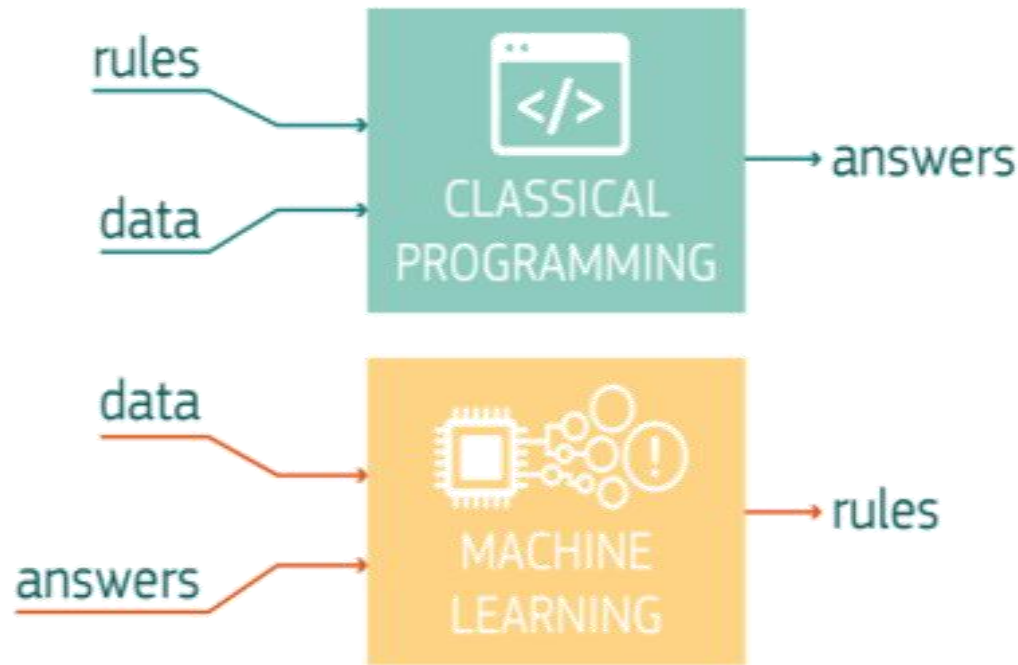 rules
data
</>
CLASSICAL
PROGRAMMING
answers
data
answers
!
MACHINE
LEARNING
rules